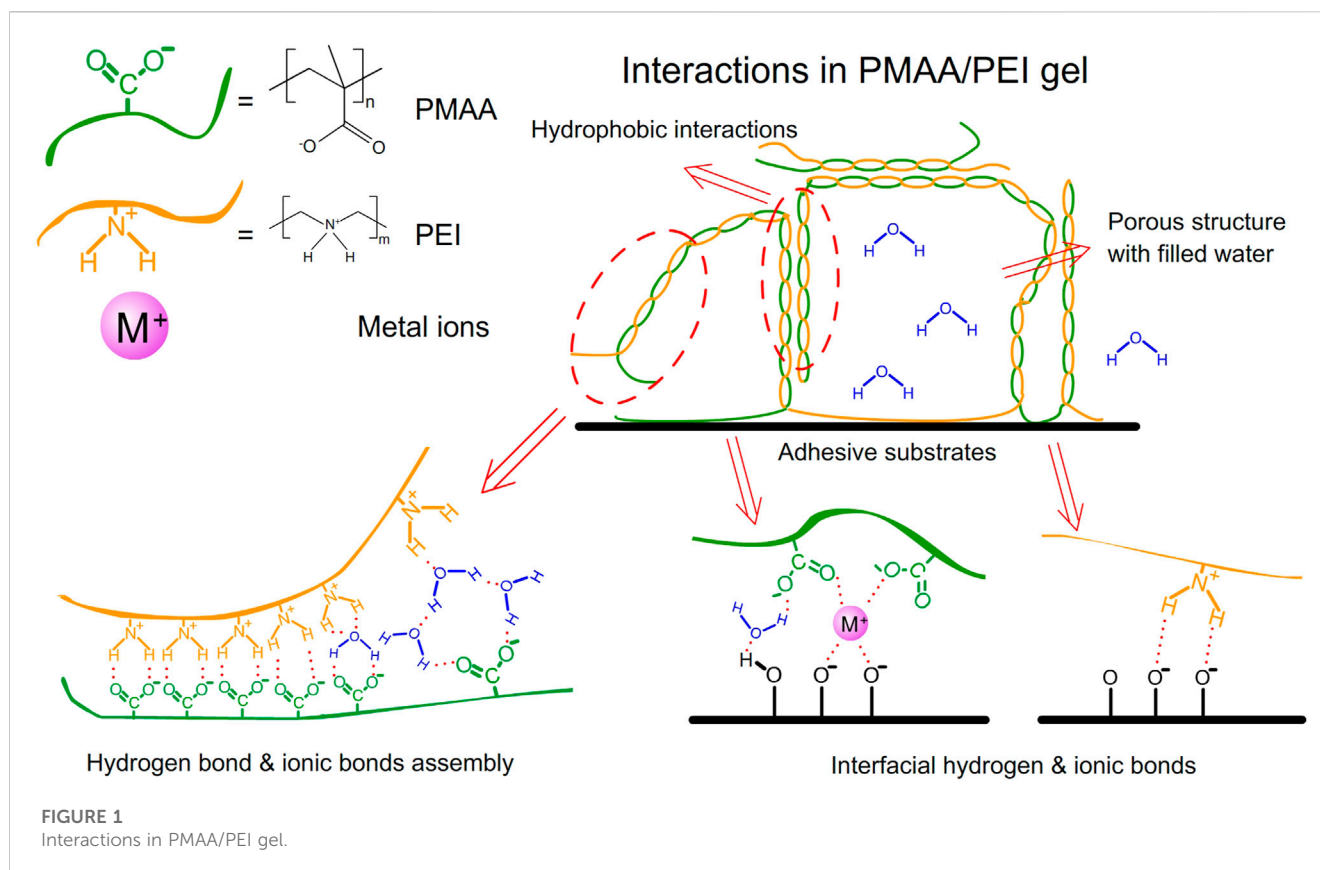 O O-
C
=
n
-O O
PMAA
N+
H H
=
N+
H H
m
PEI
M+
Metal ions
Interactions in PMAA/PEI gel
Hydrophobic interactions
Porous structure
with filled water
H O H
H O H
H O H
H O H
Adhesive substrates
Hydrogen bond & ionic bonds assembly
Interfacial hydrogen & ionic bonds
M+
H O O- O-
O O- O-
FIGURE 1
Interactions in PMAA/PEI gel.